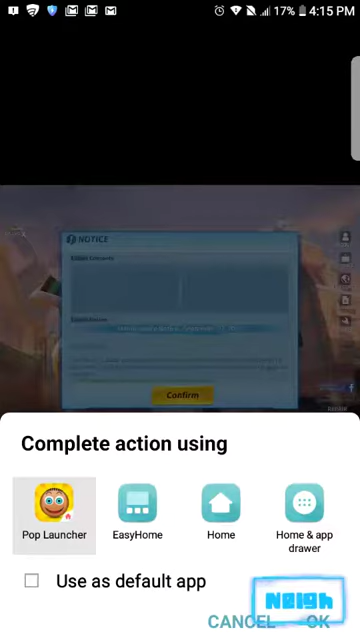 17% 4:15 PM
NOTICE
Confirm
Complete action using
Pop Launcher
EasyHome
Home
Home & app
drawer
Use as default app
Neigh
CANCEL OK